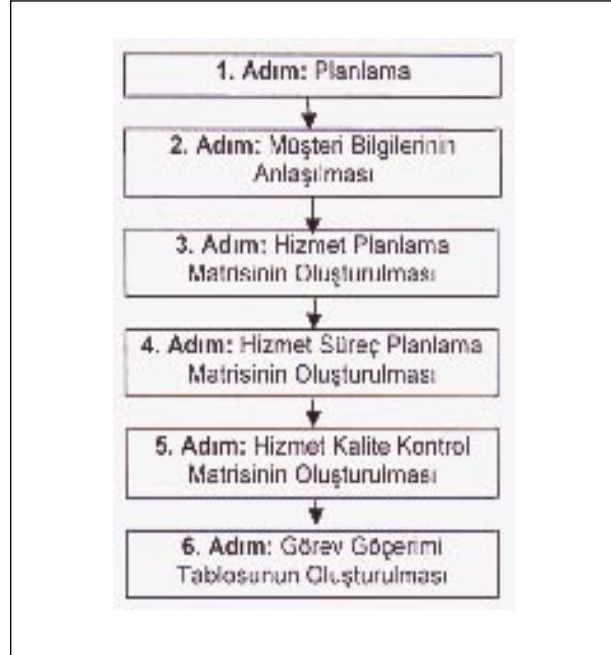 1. Adım: Planlama
2. Adım: Müşteri Bilgilerinin
Anlaşılması
3. Adım: Hizmet Planlama
Matrisinin Oluşturulması
4. Adım: Hizmet Süreç Planlama
Matrisinin Oluşturulması
5. Adım: Hizmet Kalite Kontrol
Matrisinin Oluşturulması
6. Adım: Görev Göçerimi
Tablosunun Oluşturulması